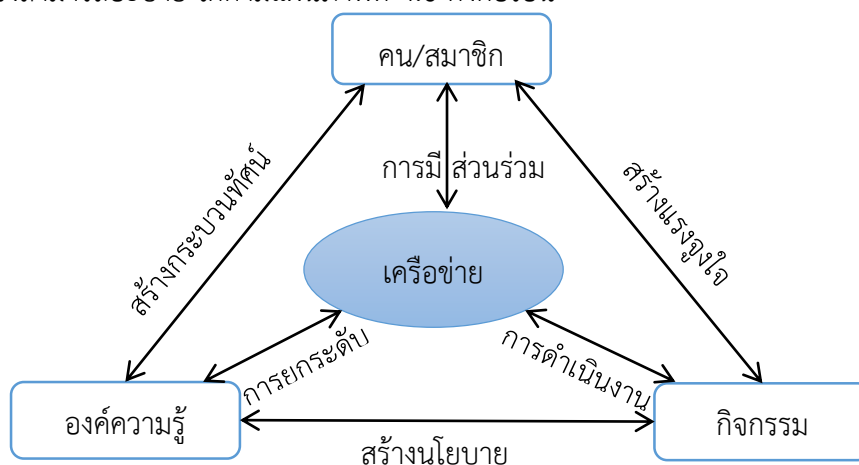 คน/สมาชิก
การมี ส่วนร่วม
สร้างกระบวนทัศน์
สร้างแรงจูงใจ
เครือข่าย
การยกระดับ
การดำเนินงาน
องค์ความรู้
กิจกรรม
สร้างนโยบาย